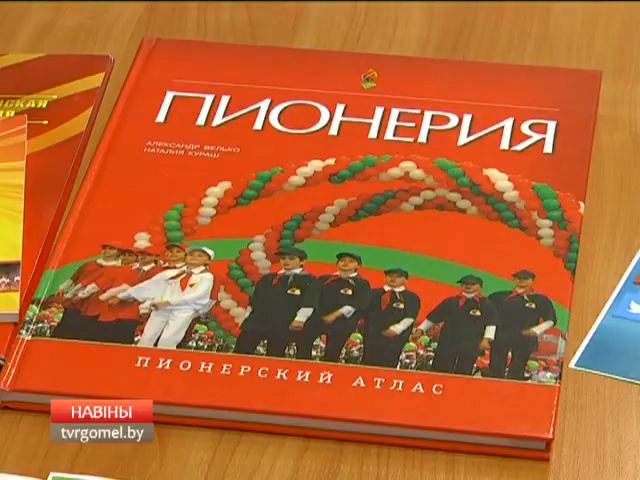 ПИОНЕРИЯ
АЛЕКСАНДР ВЕЛЬКО
НАТАЛИЯ КУРАШ
ПИОНЕРСКИЙ АТЛАС
НАВІНЫ
tvrgomel.by